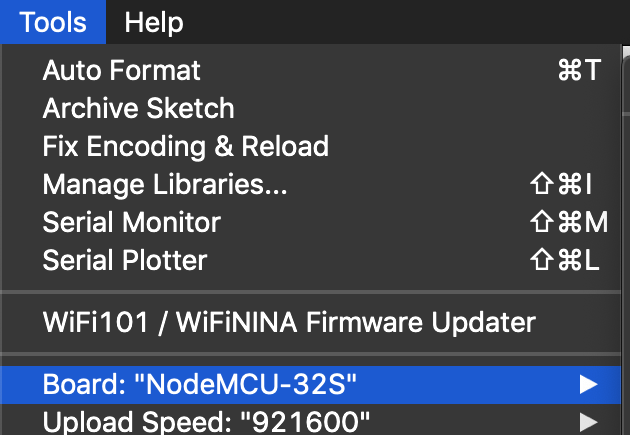 Tools Help
Auto Format ⌘T
Archive Sketch
Fix Encoding & Reload
Manage Libraries... ⇧⌘I
Serial Monitor ⇧⌘M
Serial Plotter ⇧⌘L
WiFi101 / WiFiNINA Firmware Updater
Board: "NodeMCU-32S" ▶
Upload Speed: "921600" ▶